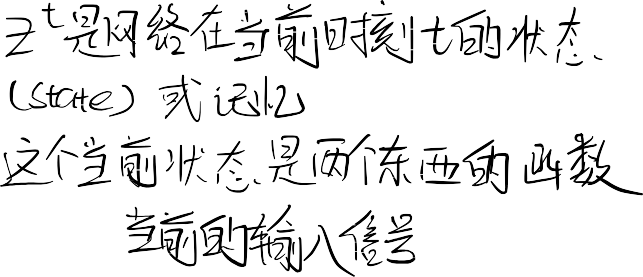 z^t是网络在当前时刻t的状态
(state) 或记忆
这个当前状态是两个东西的函数
当前的输入信号